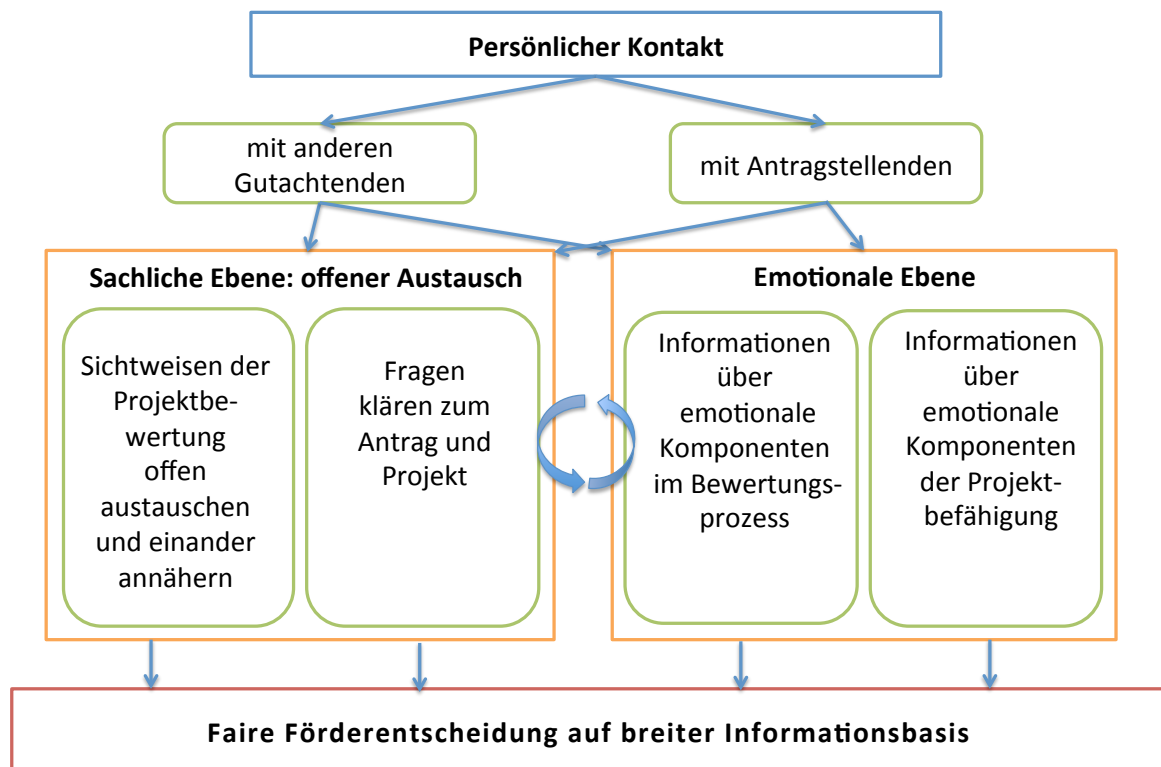 Persönlicher Kontakt
mit anderen
Gutachtenden
mit Antragstellenden
Sachliche Ebene: offener Austausch
Sichtweisen der
Projektbe-
wertung
offen
austauschen
und einander
annähern
Fragen
klären zum
Antrag und
Projekt
Emotionale Ebene
Informationen
über
emotionale
Komponenten
im Bewertungs-
prozess
Informationen
über
emotionale
Komponenten
der Projekt-
befähigung
Faire Förderentscheidung auf breiter Informationsbasis